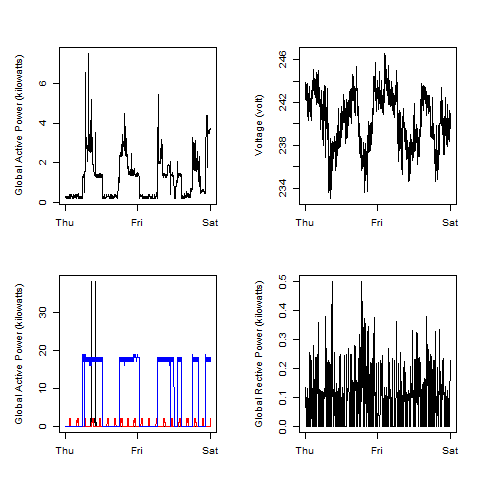 Global Active Power (kilowatts)
0
2
4
6
Thu
Fri
Sat
Voltage (volt)
234
238
242
246
Thu
Fri
Sat
Global Active Power (kilowatts)
0
10
20
30
Thu
Fri
Sat
Global Rective Power (kilowatts)
0.0
0.1
0.2
0.3
0.4
0.5
Thu
Fri
Sat